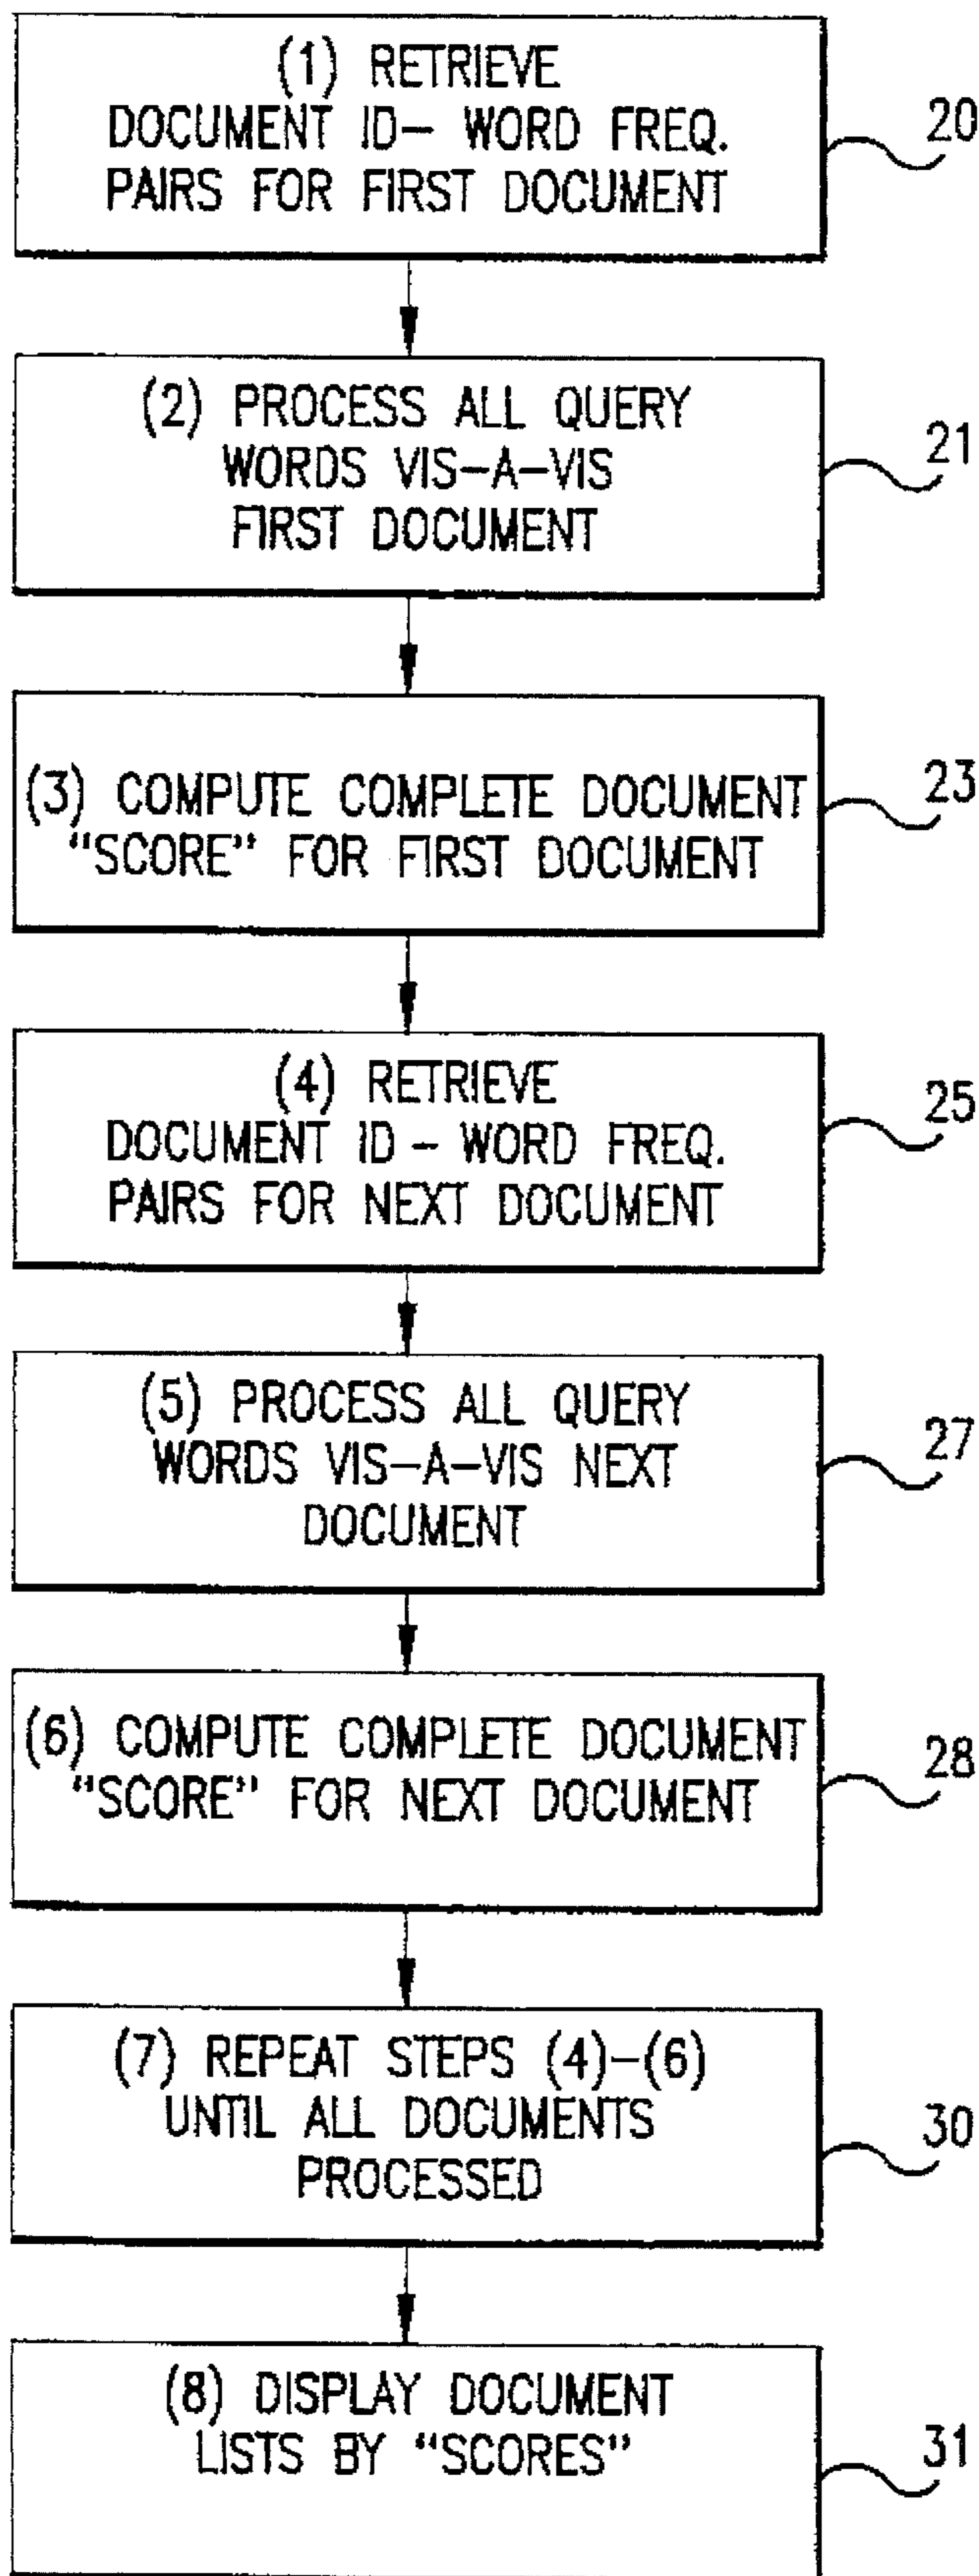 (1) RETRIEVE
DOCUMENT ID– WORD FREQ.
PAIRS FOR FIRST DOCUMENT
20
(2) PROCESS ALL QUERY
WORDS VIS–A–VIS
FIRST DOCUMENT
21
(3) COMPUTE COMPLETE DOCUMENT
"SCORE" FOR FIRST DOCUMENT
23
(4) RETRIEVE
DOCUMENT ID – WORD FREQ.
PAIRS FOR NEXT DOCUMENT
25
(5) PROCESS ALL QUERY
WORDS VIS–A–VIS NEXT
DOCUMENT
27
(6) COMPUTE COMPLETE DOCUMENT
"SCORE" FOR NEXT DOCUMENT
28
(7) REPEAT STEPS (4)–(6)
UNTIL ALL DOCUMENTS
PROCESSED
30
(8) DISPLAY DOCUMENT
LISTS BY "SCORES"
31